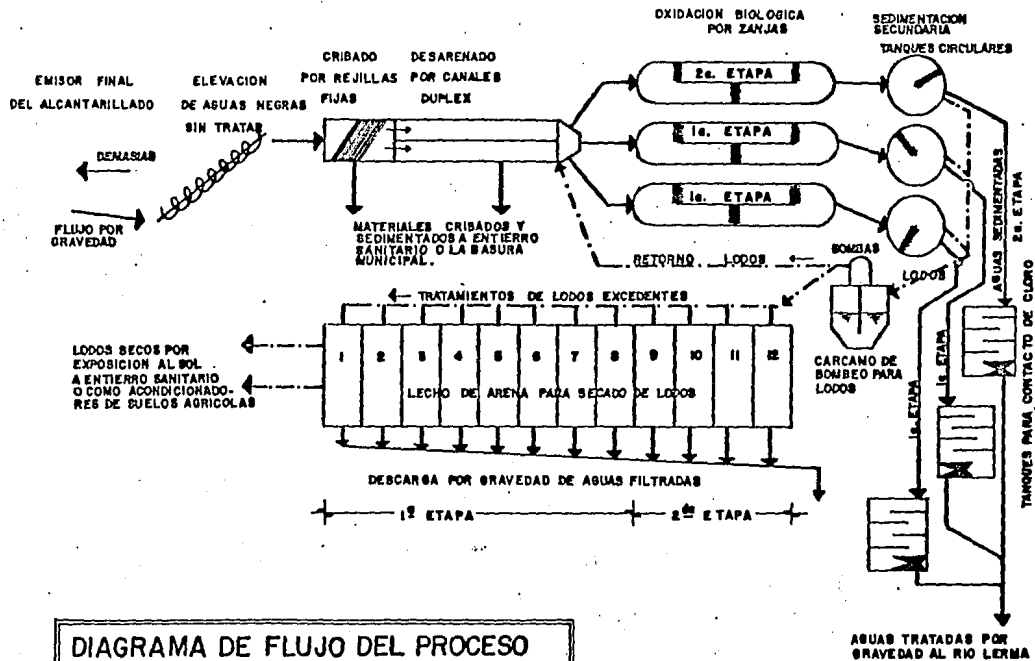 OXIDACION BIOLOGICA
POR ZANJAS
SEDIMENTACION
SECUNDARIA
TANQUES CIRCULARES
CRIBADO
POR REJILLAS
FIJAS
DESARENADO
POR CANALES
DUPLEX
EMISOR FINAL
DEL ALCANTARILLADO
ELEVACION
DE AGUAS NEGRAS
SIN TRATAR
DEMASIAS
FLUJO POR
GRAVEDAD
2a. ETAPA
1a. ETAPA
1a. ETAPA
MATERIALES CRIBADOS Y
SEDIMENTADOS A ENTIERRO
SANITARIO O LA BASURA
MUNICIPAL.
RETORNO LODOS
BOMBAS
LODOS
CARCAMO DE
BOMBEO PARA
LODOS
AGUAS SEDIMENTADAS
2a. ETAPA
1a. ETAPA
1a. ETAPA
TANQUES PARA CONTACTO DE CLORO
TRATAMIENTOS DE LODOS EXCEDENTES
1 2 3 4 5 6 7 8 9 10 11 12
LECHO DE ARENA PARA SECADO DE LODOS
LODOS SECOS POR
EXPOSICION AL SOL
A ENTIERRO SANITARIO
O COMO ACONDICIONADO-
RES DE SUELOS AGRICOLAS
DESCARGA POR GRAVEDAD DE AGUAS FILTRADAS
1ª ETAPA
2da ETAPA
AGUAS TRATADAS POR
GRAVEDAD AL RIO LERMA
DIAGRAMA DE FLUJO DEL PROCESO